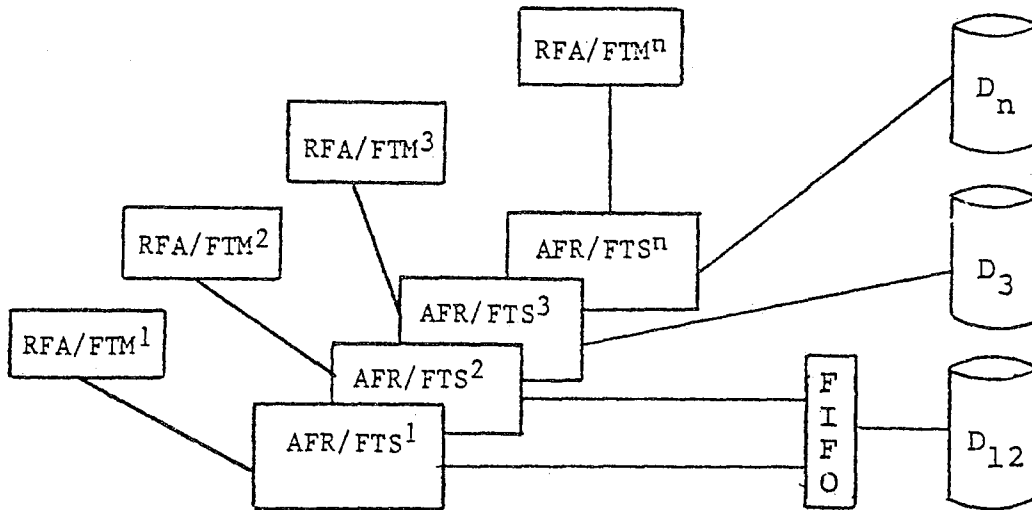 RFA/FTMⁿ
Dₙ
RFA/FTM³
RFA/FTM²
AFR/FTSⁿ
D₃
AFR/FTS³
RFA/FTM¹
AFR/FTS²
FIFO
AFR/FTS¹
D₁₂